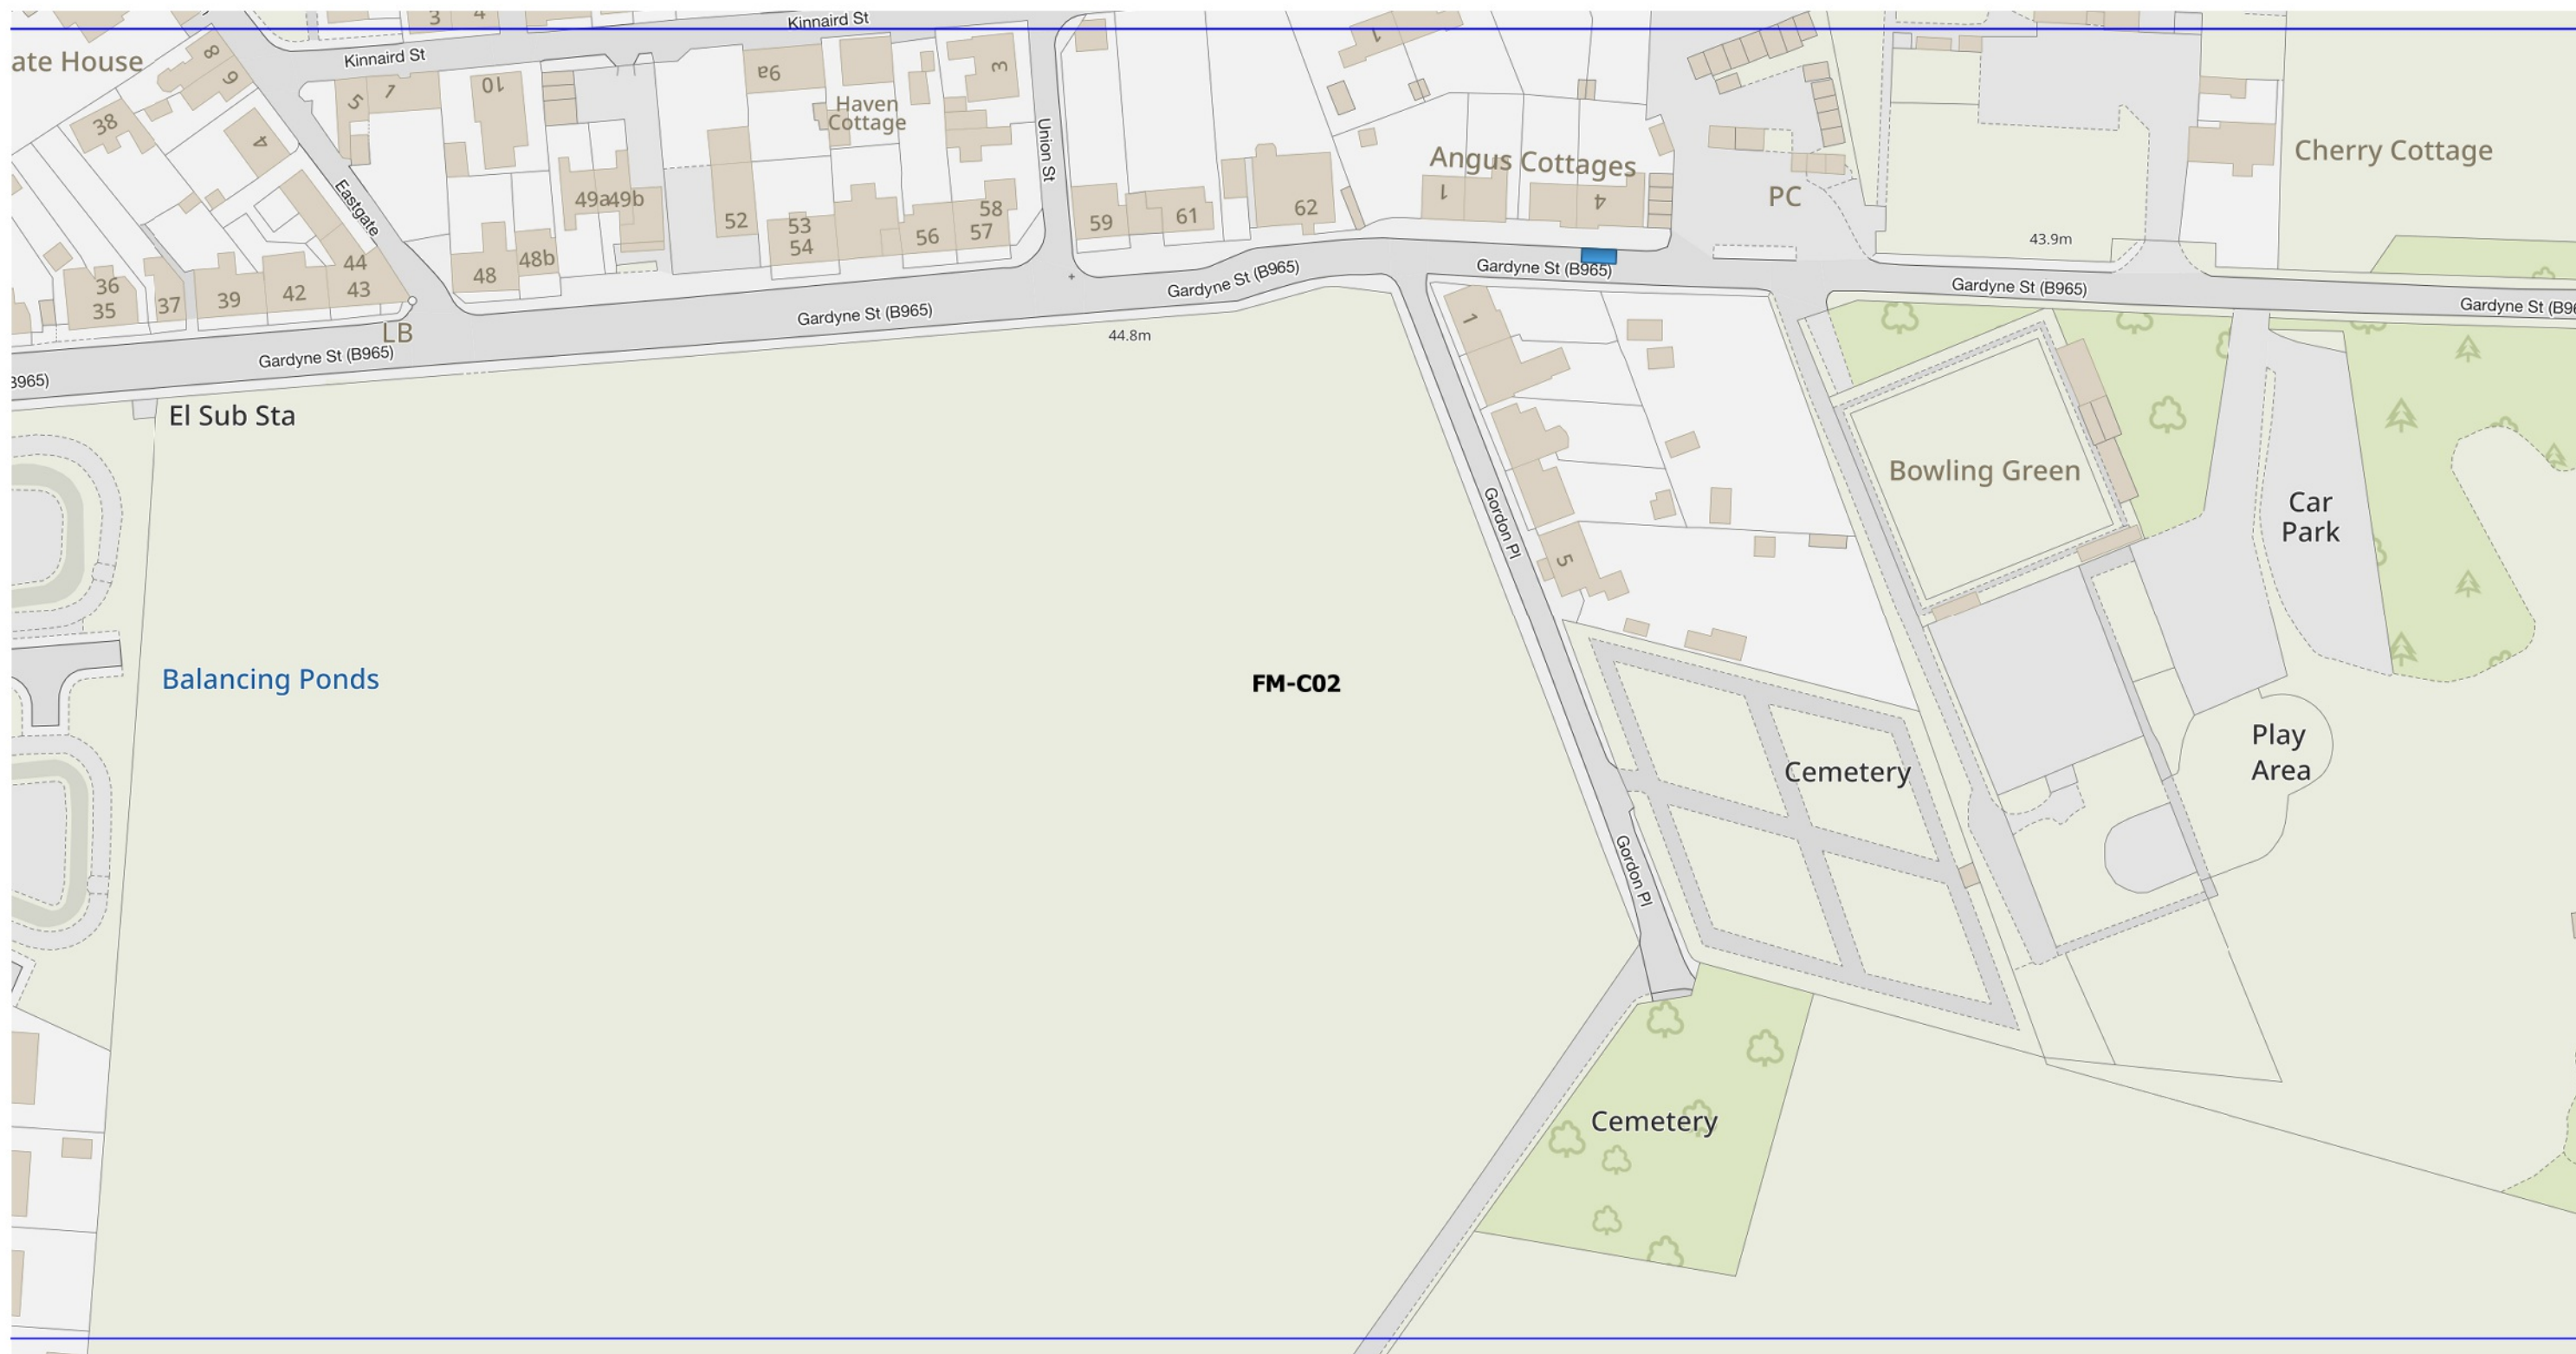 3
4
Kinnaird St
Kinnaird St
ate House
8
6
38
4
5
1
10
9a
3
Haven
Cottage
Union St
1
Angus Cottages
1
4
PC
Cherry Cottage
Eastgate
49a
49b
52
53
54
56
58
57
59
61
62
43.9m
36
35
37
39
42
44
43
48
48b
LB
Gardyne St (B965)
Gardyne St (B965)
Gardyne St (B965)
Gardyne St (B965)
Gardyne St (B965)
Gardyne St (B96
B965)
44.8m
El Sub Sta
1
Bowling Green
Car
Park
Gordon Pl
5
Balancing Ponds
FM-C02
Cemetery
Play
Area
Gordon Pl
Cemetery